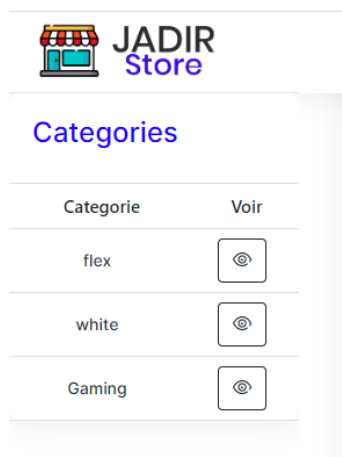 JADIR
Store
Categories
Categorie Voir
flex
white
Gaming